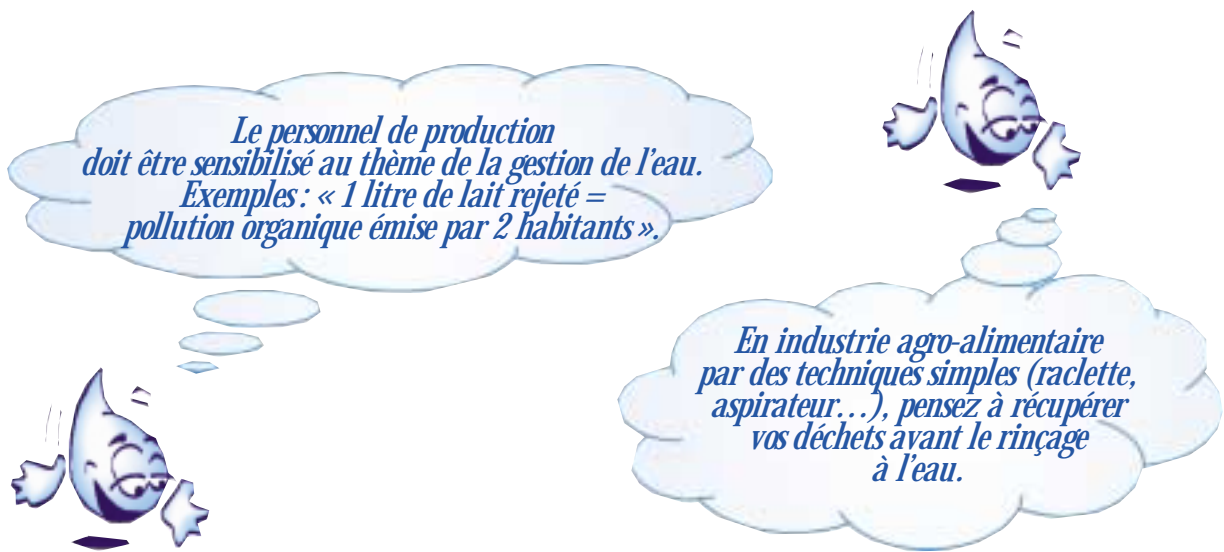 Le personnel de production
doit être sensibilisé au thème de la gestion de l'eau.
Exemples : « 1 litre de lait rejeté =
pollution organique émise par 2 habitants ».
En industrie agro-alimentaire
par des techniques simples (raclette,
aspirateur…), pensez à récupérer
vos déchets avant le rinçage
à l'eau.